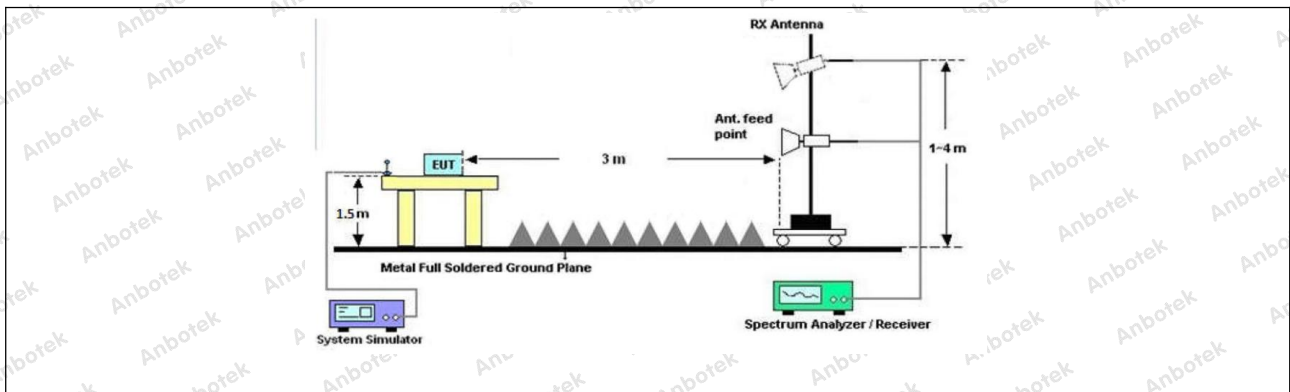 RX Antenna
Ant. feed
point
EUT
3 m
1~4 m
1.5 m
Metal Full Soldered Ground Plane
System Simulator
Spectrum Analyzer / Receiver
Anbotek